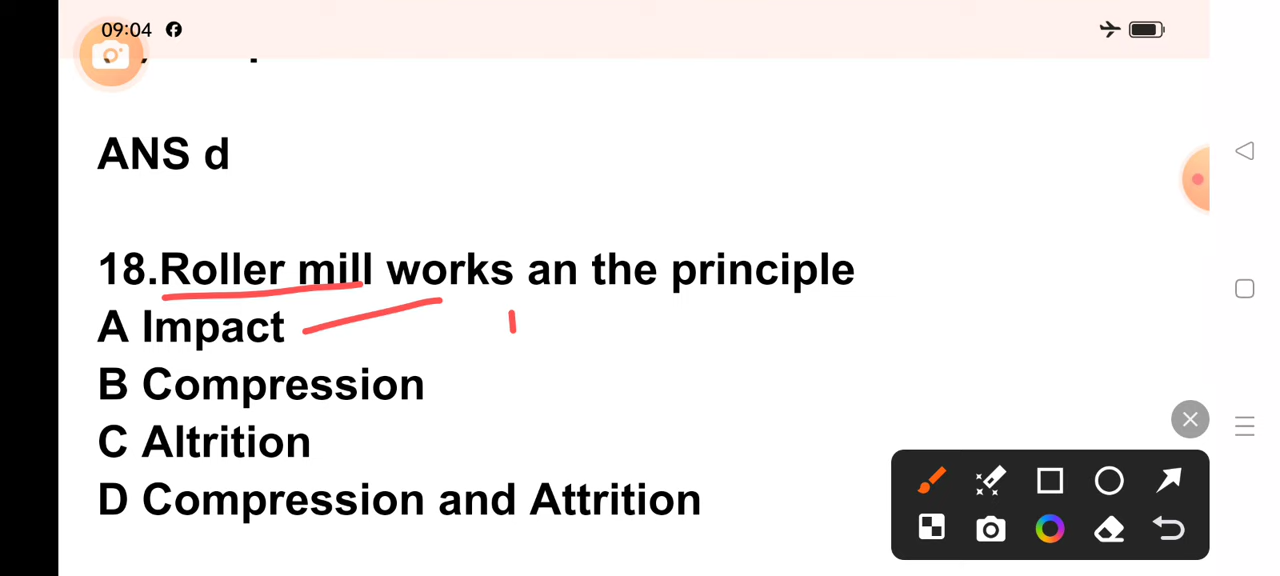 09:04
ANS d
18.Roller mill works an the principle
A Impact
B Compression
C Altrition
D Compression and Attrition